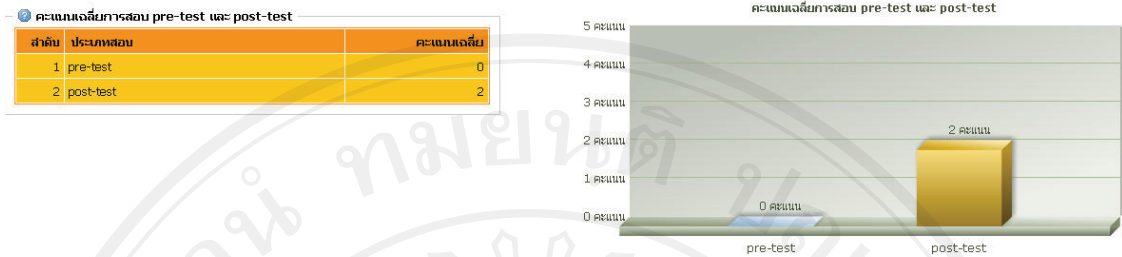 คะแนนเฉลี่ยการสอบ pre-test และ post-test
ลำดับ ประเภทสอบ คะแนนเฉลี่ย
1 pre-test 0
2 post-test 2
คะแนนเฉลี่ยการสอบ pre-test และ post-test
5 คะแนน
4 คะแนน
3 คะแนน
2 คะแนน
1 คะแนน
0 คะแนน
0 คะแนน
2 คะแนน
pre-test post-test